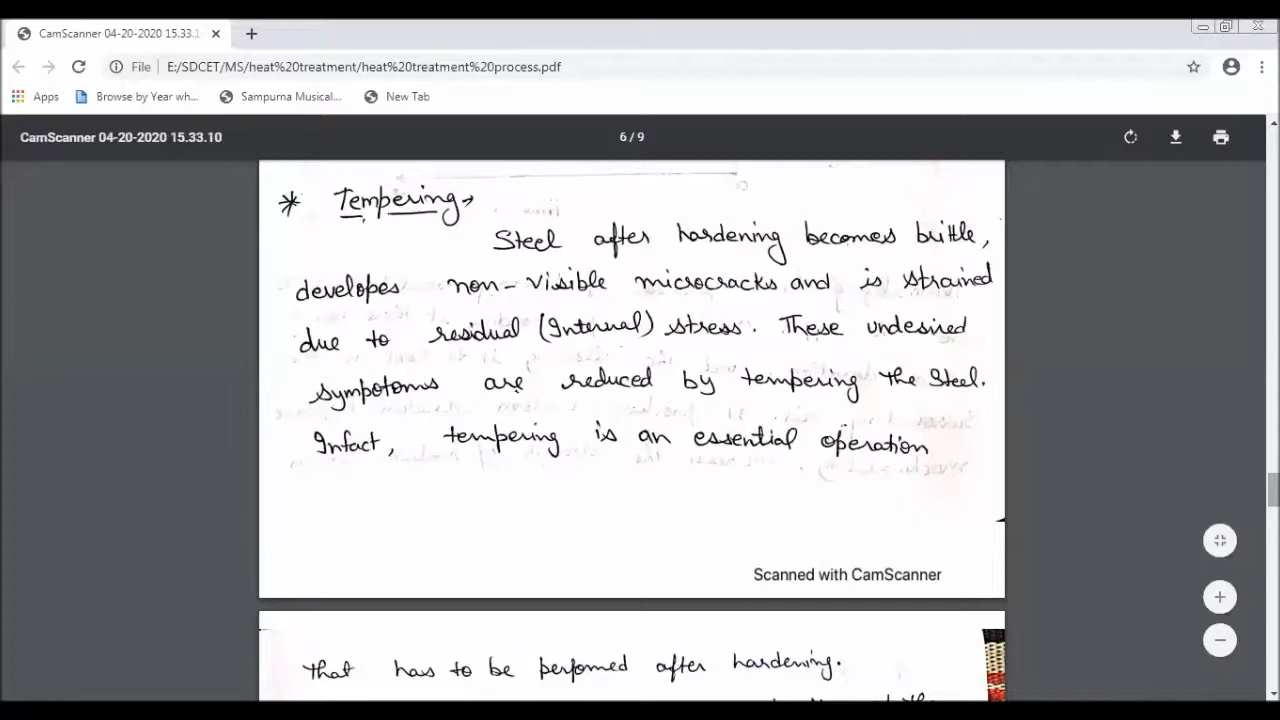 CamScanner 04-20-2020 15.33.1
File E:/SDCET/MS/heat%20treatment/heat%20treatment%20process.pdf
Apps Browse by Year wh... Sampurna Musical... New Tab
CamScanner 04-20-2020 15.33.10 6 / 9
* Tempering→
Steel after hardening becomes brittle,
developes non-visible microcracks and is strained
due to residual (Internal) stress. These undesired
sympotoms are reduced by tempering the Steel.
Infact, tempering is an essential operation
Scanned with CamScanner
that has to be perfomed after hardening.